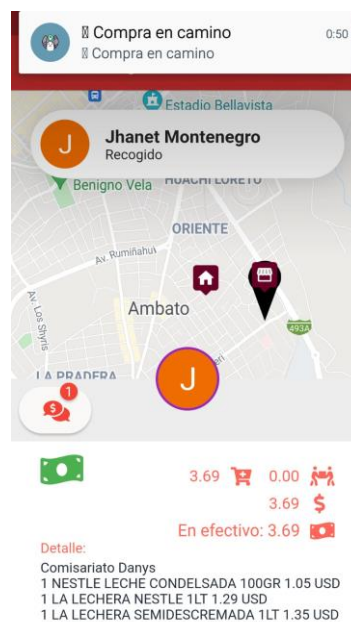 Compra en camino 0:50
Compra en camino
Estadio Bellavista
J Jhanet Montenegro
Recogido
Benigno Vela HUACHI LORETO
ORIENTE
Av. Rumiñahui
Av. Los Shyris
Ambato
493A
J
LA PRADERA
1
$
3.69 0.00
3.69 $
En efectivo: 3.69
Detalle:
Comisariato Danys
1 NESTLE LECHE CONDELSADA 100GR 1.05 USD
1 LA LECHERA NESTLE 1LT 1.29 USD
1 LA LECHERA SEMIDESCREMADA 1LT 1.35 USD